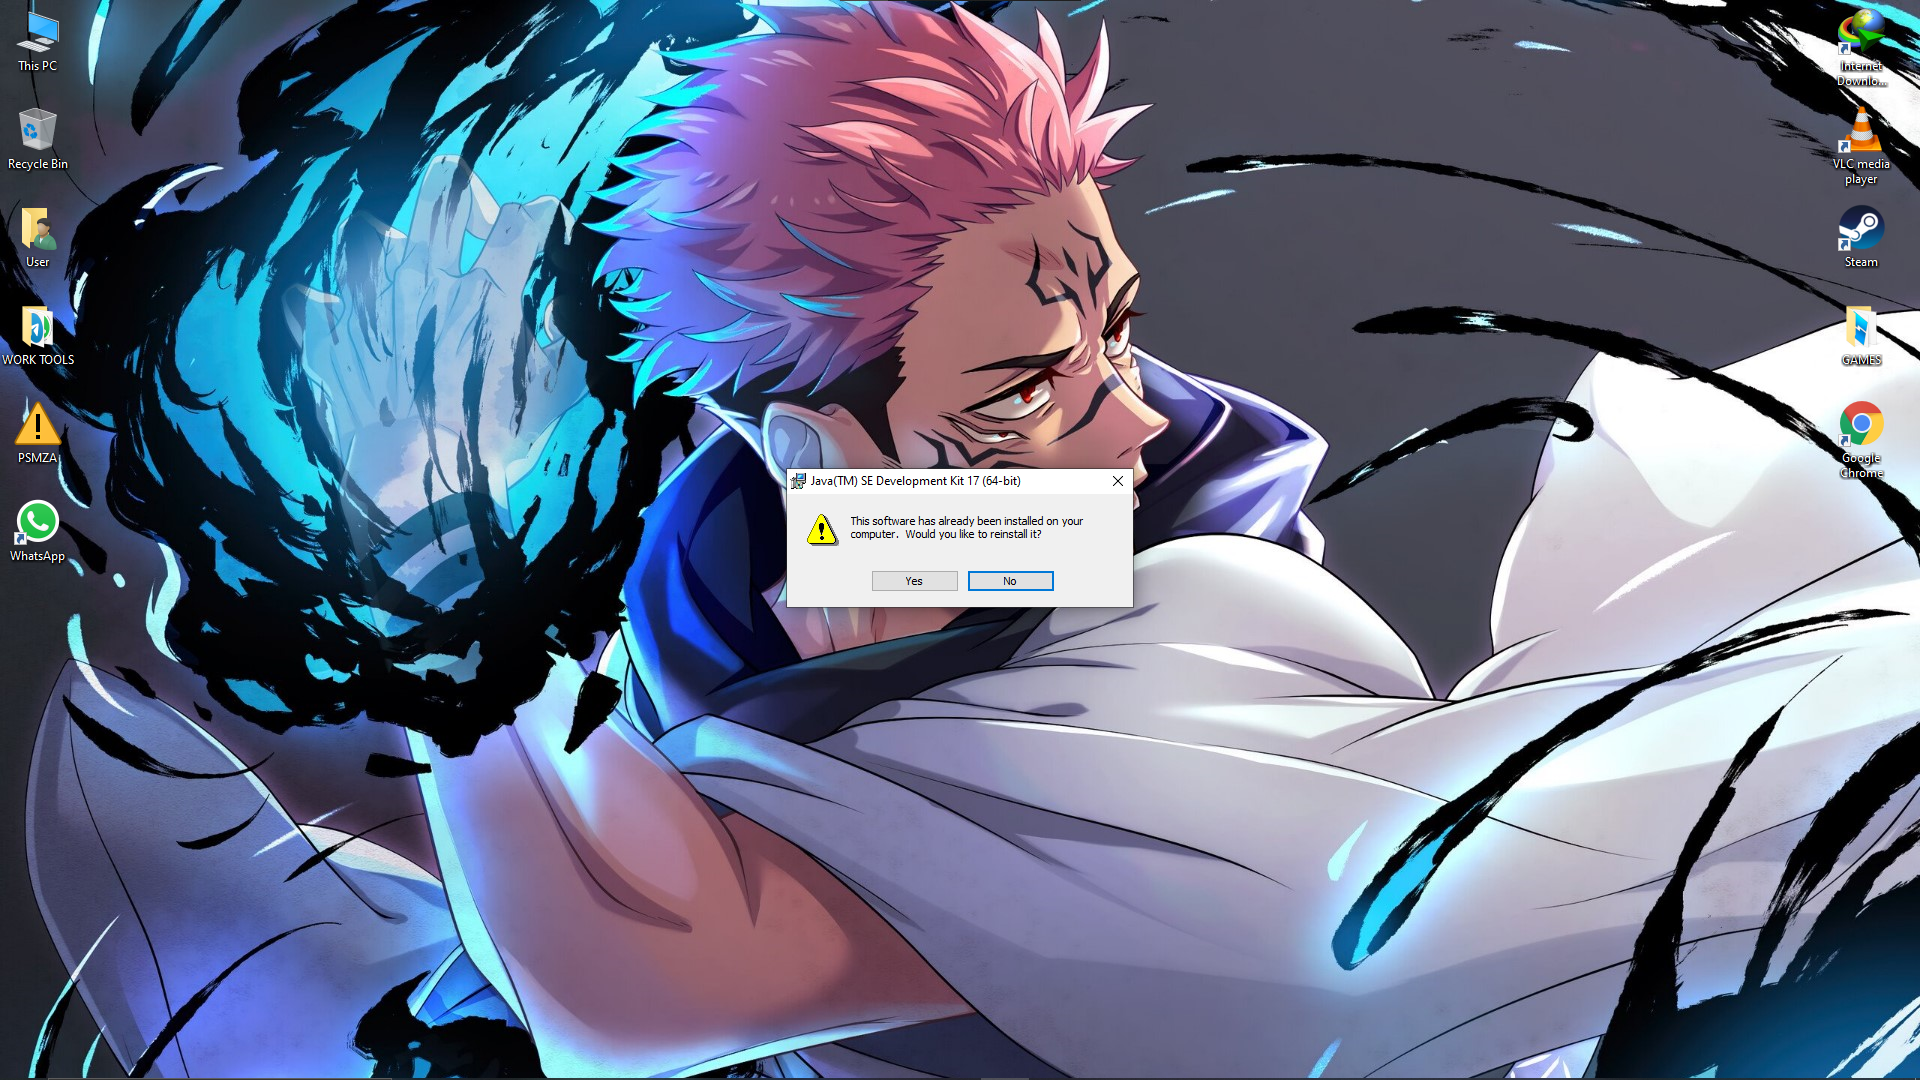 This PC
Recycle Bin
User
WORK TOOLS
PSMZA
WhatsApp
Java(TM) SE Development Kit 17 (64-bit)
This software has already been installed on your
computer. Would you like to reinstall it?
Yes
No
Internet
Downlo...
VLC media
player
Steam
GAMES
Google
Chrome